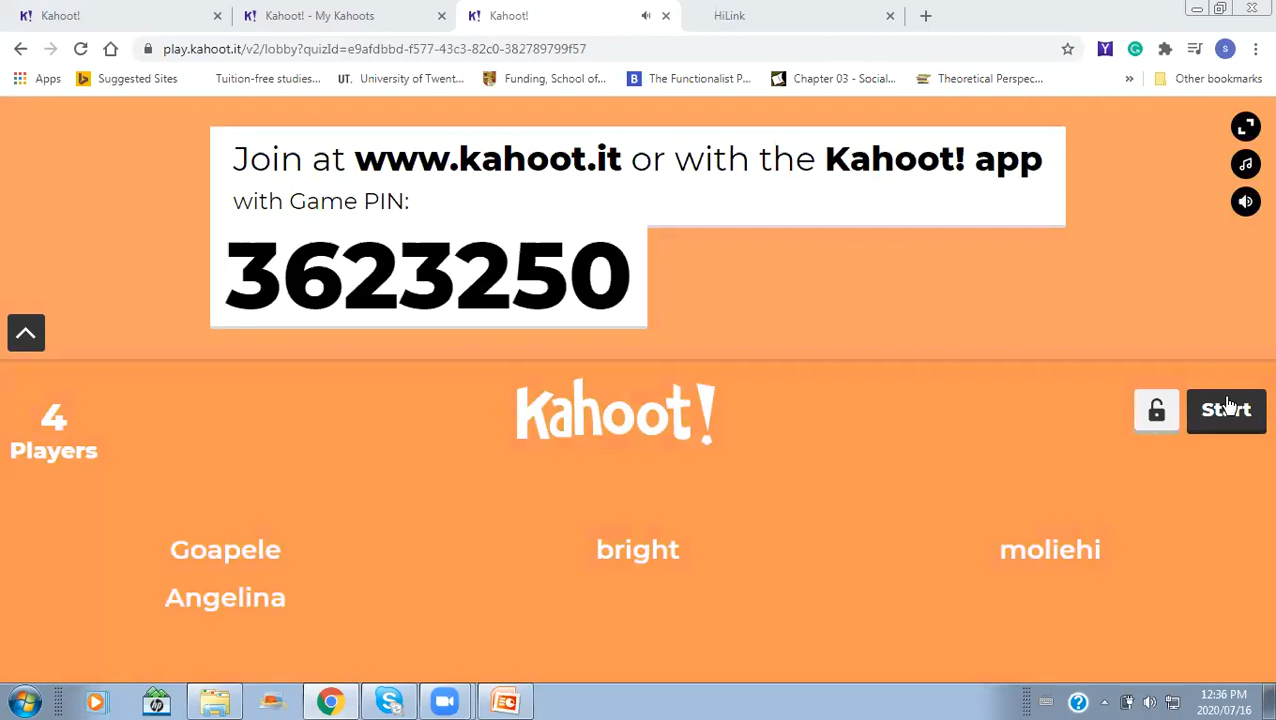 Kahoot!
Kahoot! - My Kahoots
Kahoot!
HiLink
play.kahoot.it/v2/lobby?quizId=e9afdbbd-f577-43c3-82c0-382789799f57
S
Apps
Suggested Sites
Tuition-free studies...
UT. University of Twent...
Funding, School of...
B The Functionalist P...
Chapter 03 - Social...
Theoretical Perspec...
Other bookmarks
Join at www.kahoot.it or with the Kahoot! app
with Game PIN:
3623250
4
Players
Kahoot!
Start
Goapele
bright
moliehi
Angelina
12:36 PM
2020/07/16